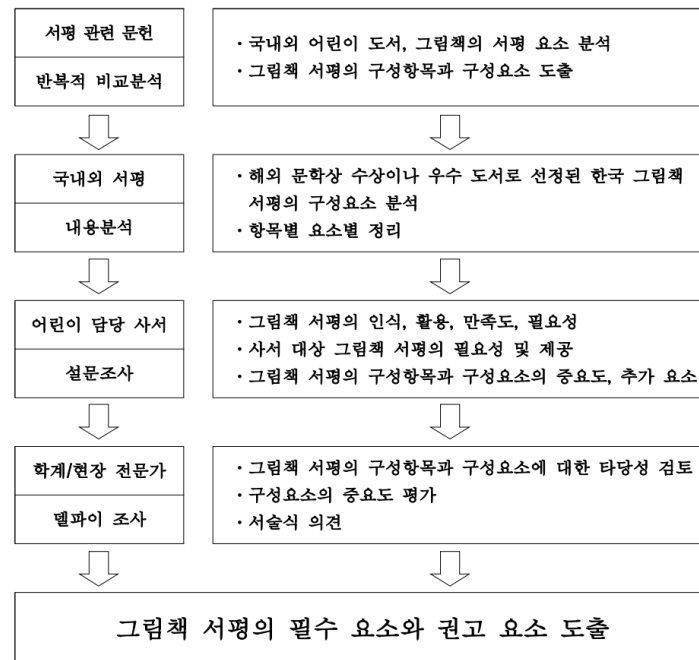 서평 관련 문헌
반복적 비교분석
· 국내외 어린이 도서, 그림책의 서평 요소 분석
· 그림책 서평의 구성항목과 구성요소 도출
국내외 서평
내용분석
· 해외 문학상 수상이나 우수 도서로 선정된 한국 그림책
서평의 구성요소 분석
· 항목별 요소별 정리
어린이 담당 사서
설문조사
· 그림책 서평의 인식, 활용, 만족도, 필요성
· 사서 대상 그림책 서평의 필요성 및 제공
· 그림책 서평의 구성항목과 구성요소의 중요도, 추가 요소
학계/현장 전문가
델파이 조사
· 그림책 서평의 구성항목과 구성요소에 대한 타당성 검토
· 구성요소의 중요도 평가
· 서술식 의견
그림책 서평의 필수 요소와 권고 요소 도출